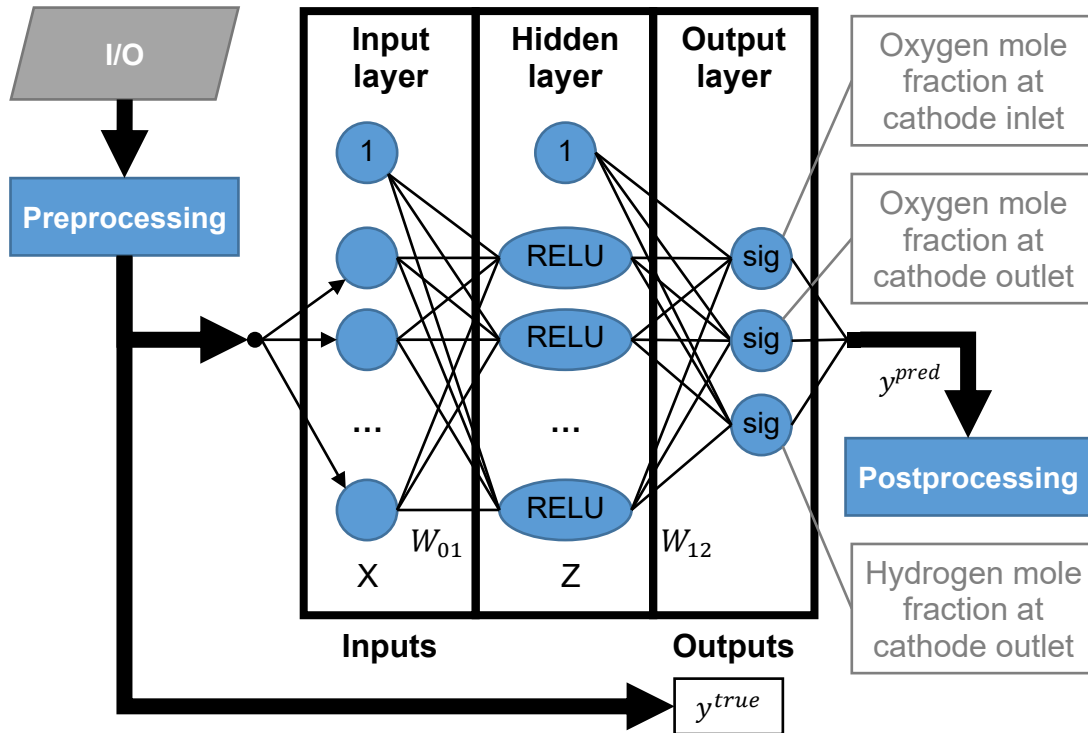 I/O
Preprocessing
Input
layer
Hidden
layer
Output
layer
1
1
RELU
RELU
...
...
RELU
sig
sig
sig
W₀₁
W₁₂
X
Z
Inputs
Outputs
Oxygen mole
fraction at
cathode inlet
Oxygen mole
fraction at
cathode outlet
y^{pred}
Postprocessing
Hydrogen mole
fraction at
cathode outlet
y^{true}